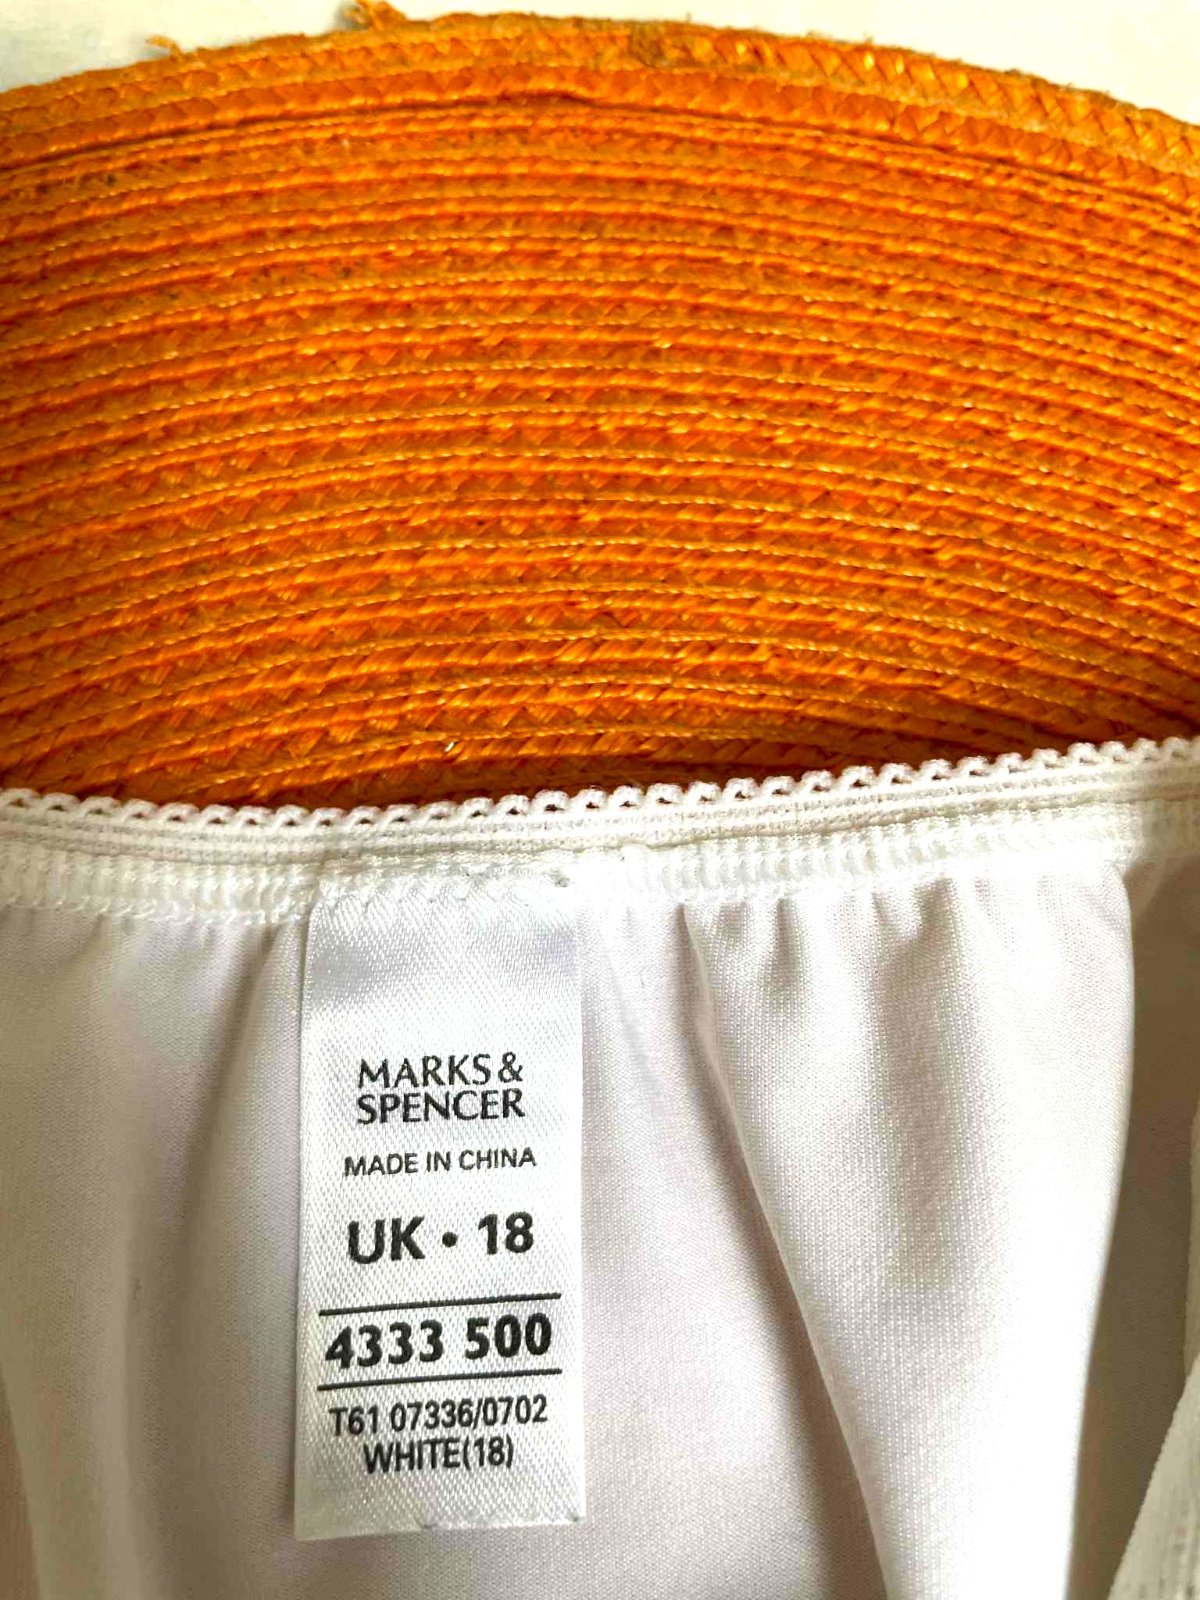 MARKS &
SPENCER
MADE IN CHINA
UK • 18
4333 500
T61 07336/0702
WHITE(18)